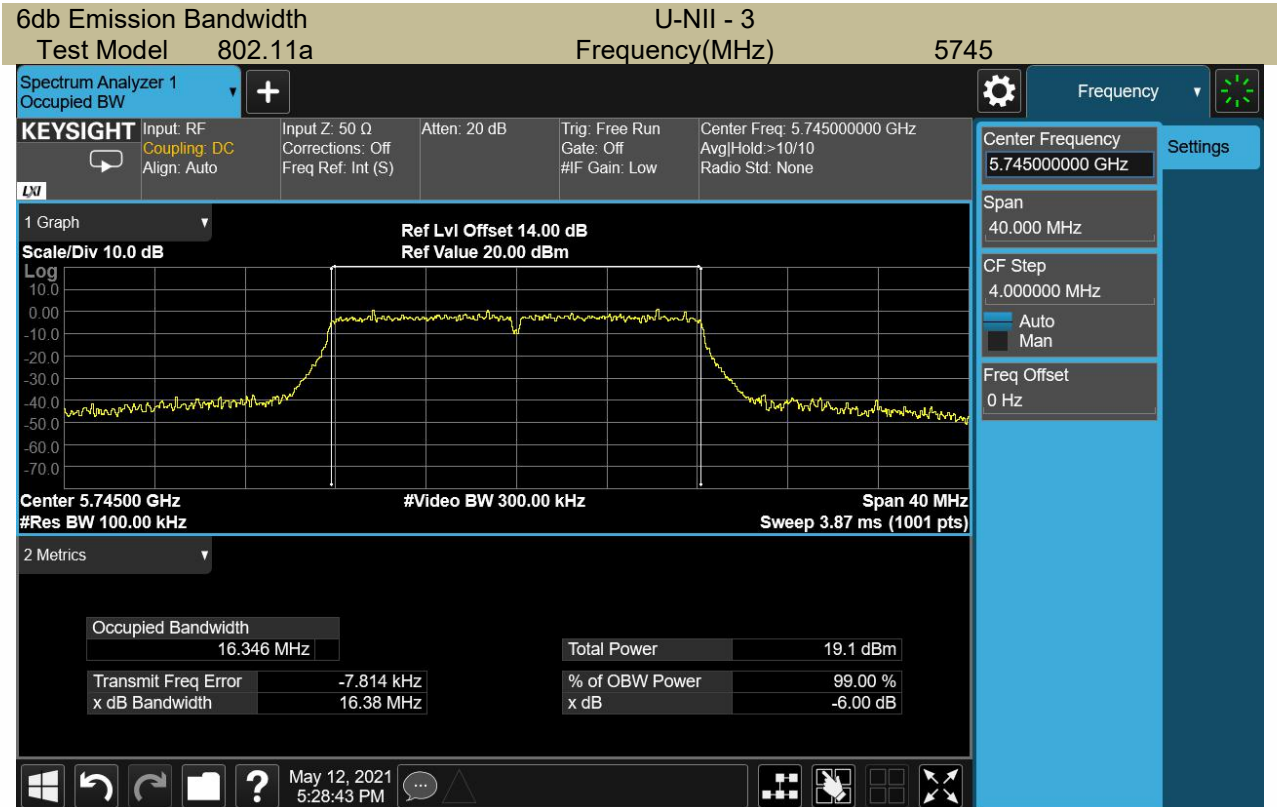 6db Emission Bandwidth U-NII - 3
Test Model 802.11a Frequency(MHz) 5745
Spectrum Analyzer 1
Occupied BW
+
Frequency
KEYSIGHT
LXI
Input: RF
Coupling: DC
Align: Auto
Input Z: 50 Ω
Corrections: Off
Freq Ref: Int (S)
Atten: 20 dB
Trig: Free Run
Gate: Off
#IF Gain: Low
Center Freq: 5.745000000 GHz
Avg|Hold:>10/10
Radio Std: None
Center Frequency
5.745000000 GHz
Settings
Span
40.000 MHz
CF Step
4.000000 MHz
Auto
Man
Freq Offset
0 Hz
1 Graph
Scale/Div 10.0 dB
Ref Lvl Offset 14.00 dB
Ref Value 20.00 dBm
Log
10.0
0.00
-10.0
-20.0
-30.0
-40.0
-50.0
-60.0
-70.0
Center 5.74500 GHz #Video BW 300.00 kHz Span 40 MHz
#Res BW 100.00 kHz Sweep 3.87 ms (1001 pts)
2 Metrics
Occupied Bandwidth
16.346 MHz
Total Power 19.1 dBm
Transmit Freq Error -7.814 kHz % of OBW Power 99.00 %
x dB Bandwidth 16.38 MHz x dB -6.00 dB
?
May 12, 2021
5:28:43 PM